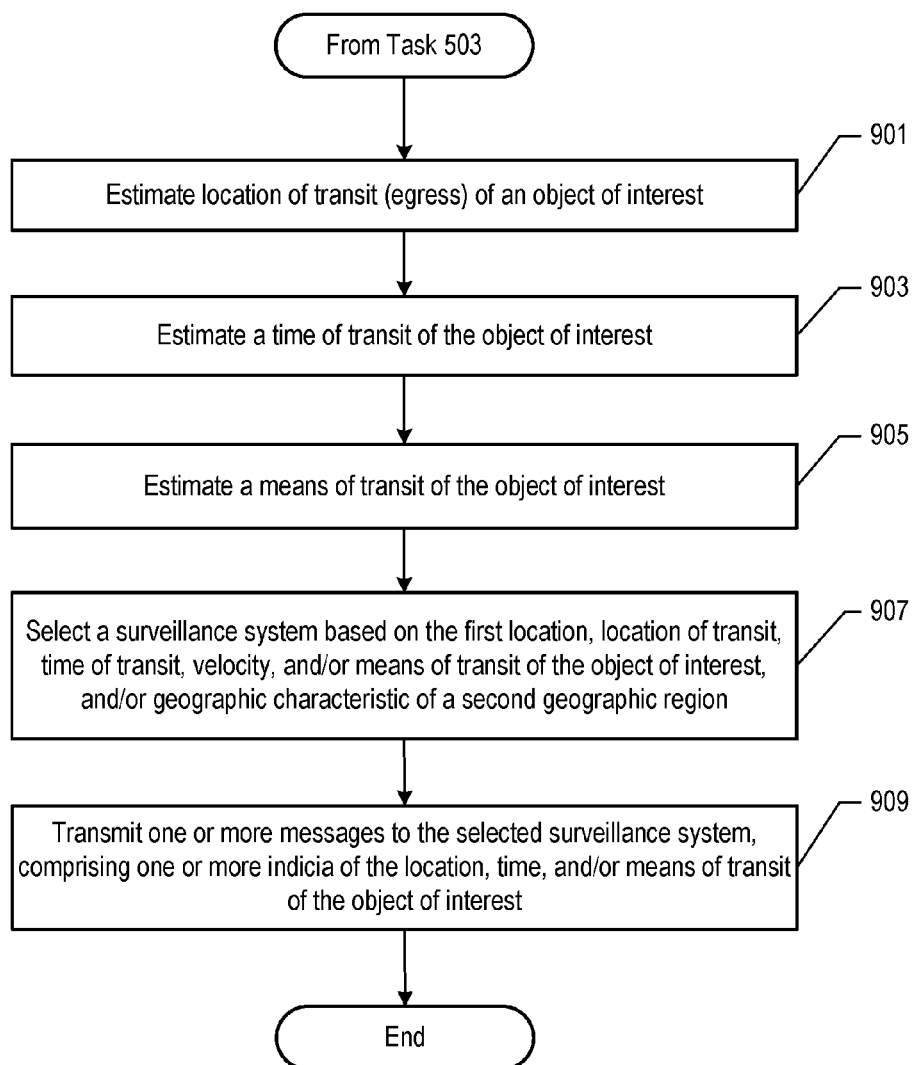 From Task 503
901
Estimate location of transit (egress) of an object of interest
903
Estimate a time of transit of the object of interest
905
Estimate a means of transit of the object of interest
907
Select a surveillance system based on the first location, location of transit,
time of transit, velocity, and/or means of transit of the object of interest,
and/or geographic characteristic of a second geographic region
909
Transmit one or more messages to the selected surveillance system,
comprising one or more indicia of the location, time, and/or means of transit
of the object of interest
End